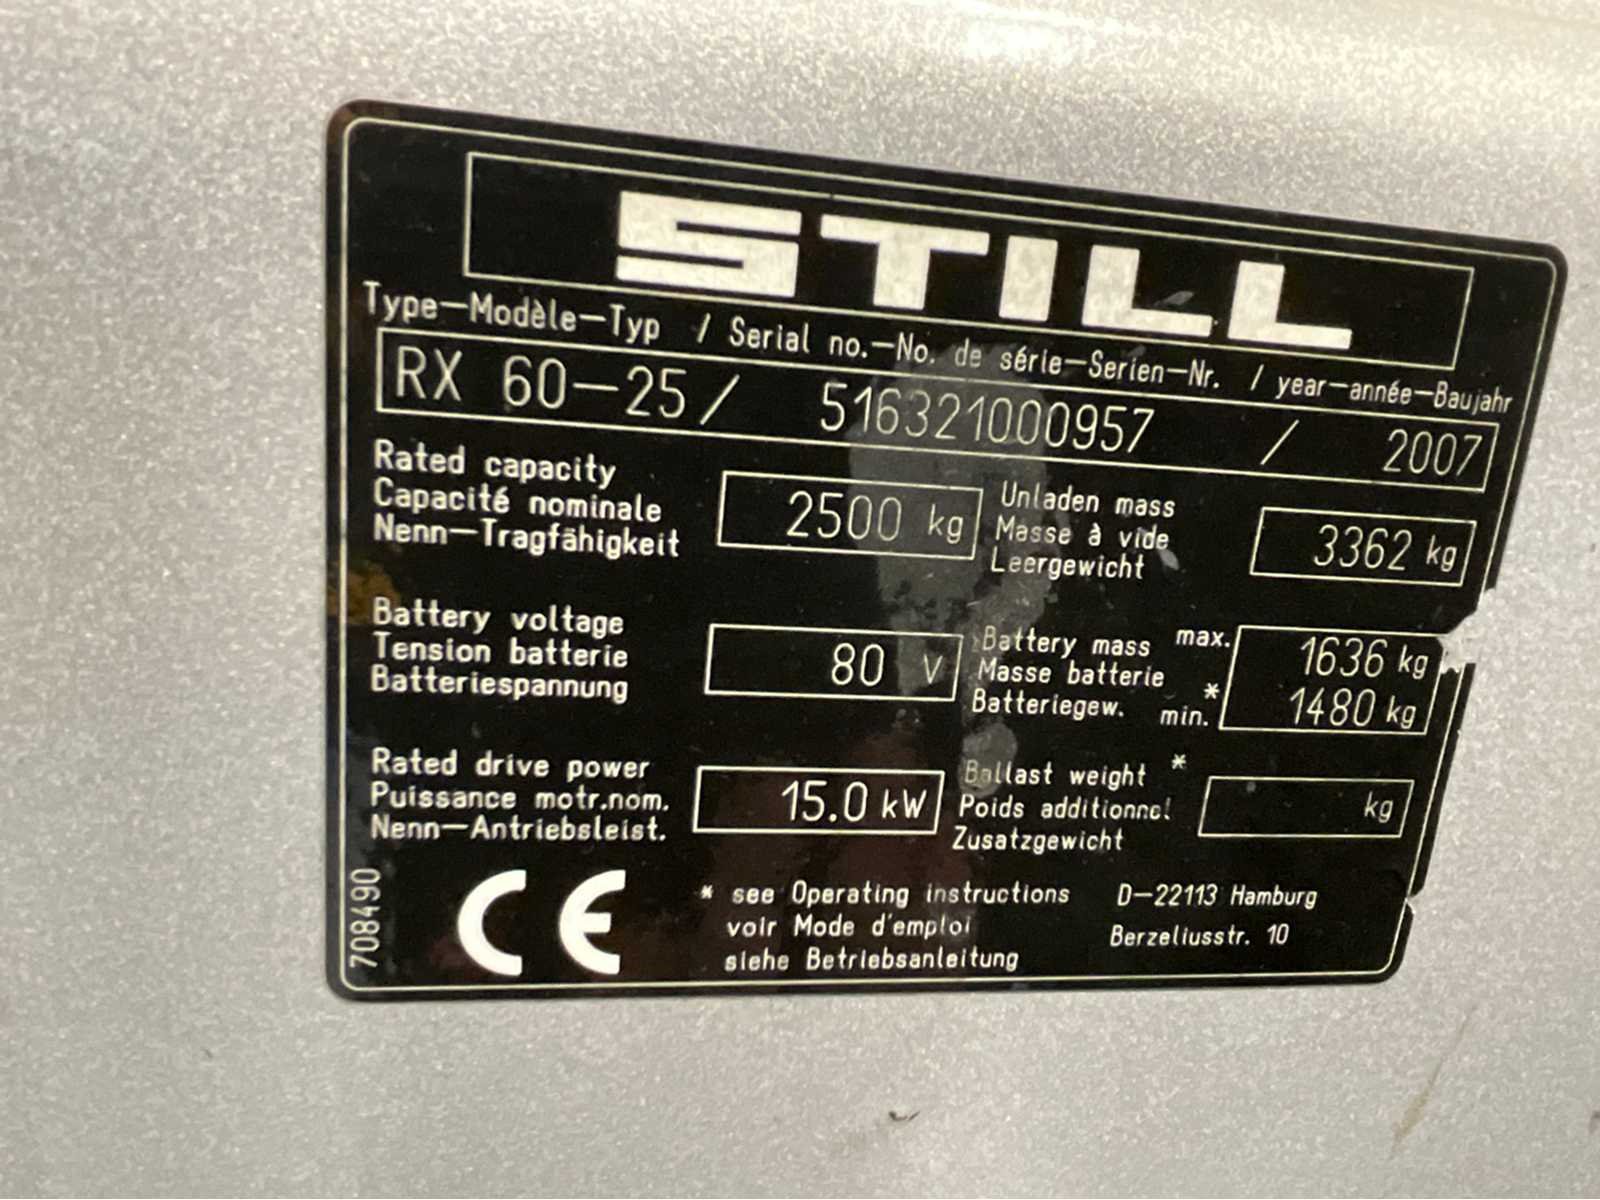 STILL
Type–Modèle–Typ / Serial no.–No. de série–Serien–Nr. / year–année–Baujahr
RX 60–25 / 516321000957 / 2007
Rated capacity
Capacité nominale
Nenn–Tragfähigkeit
2500 kg
Unladen mass
Masse à vide
Leergewicht
3362 kg
Battery voltage
Tension batterie
Batteriespannung
80 V
Battery mass max.
Masse batterie
Batteriegew. * min.
1636 kg
1480 kg
Rated drive power
Puissance motr.nom.
Nenn–Antriebsleist.
15.0 kW
Ballast weight *
Poids additionnel
Zusatzgewicht
kg
708490
CE
* see Operating instructions
voir Mode d'emploi
siehe Betriebsanleitung
D–22113 Hamburg
Berzeliusstr. 10